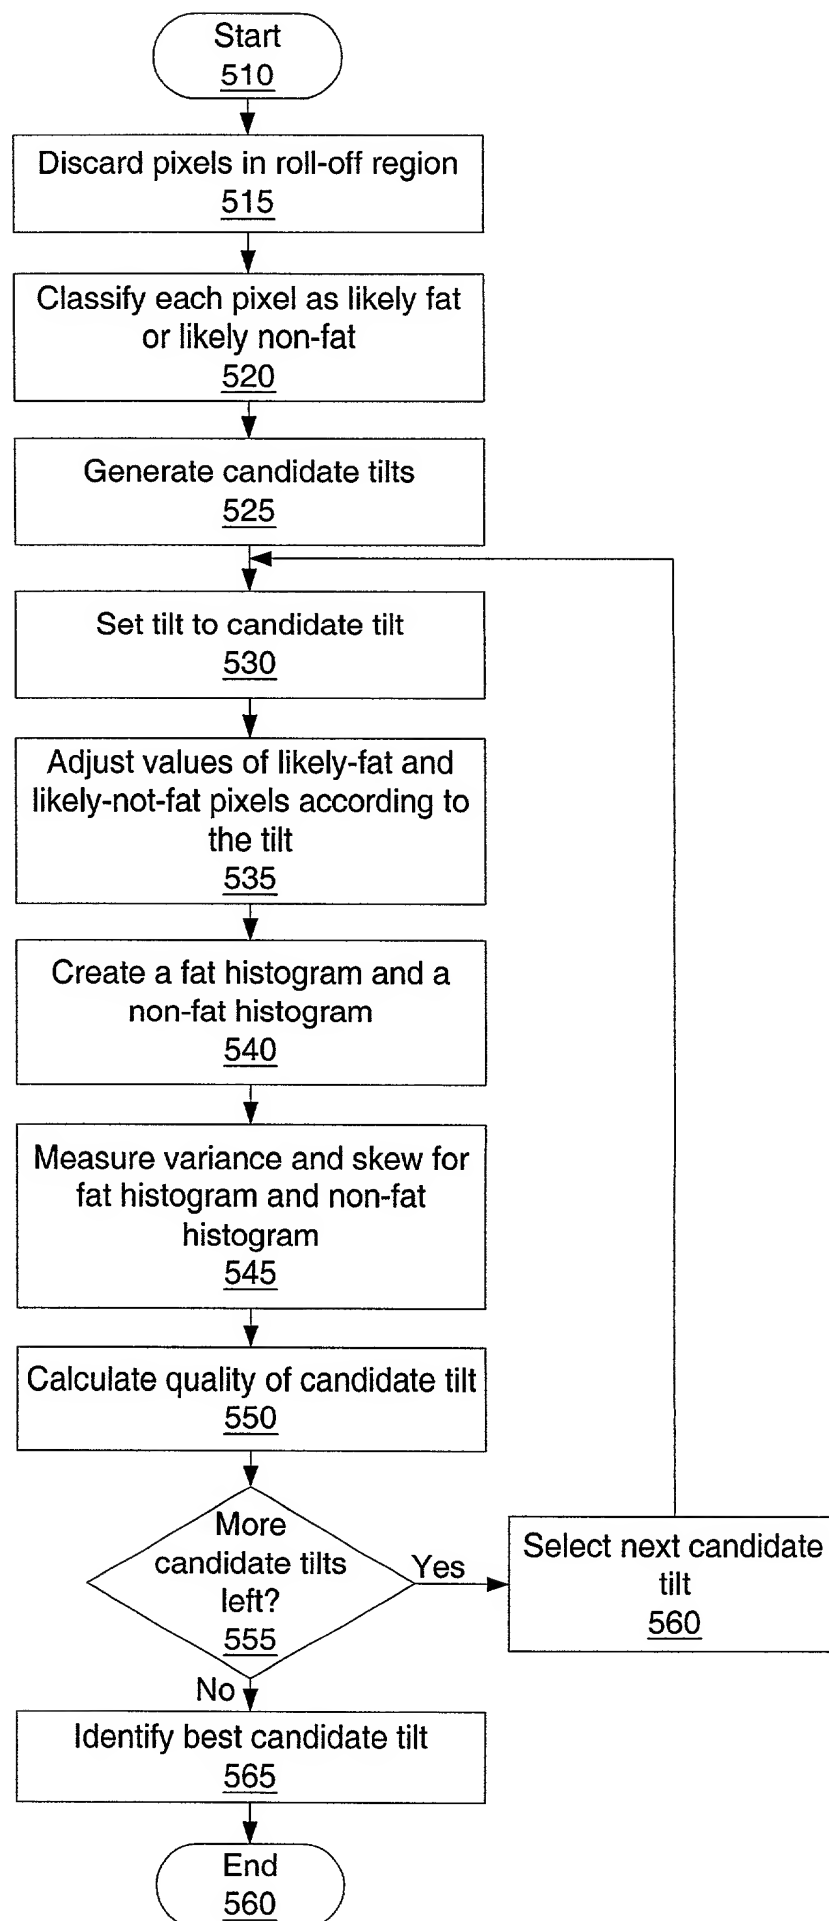 Start
510
Discard pixels in roll-off region
515
Classify each pixel as likely fat
or likely non-fat
520
Generate candidate tilts
525
Set tilt to candidate tilt
530
Adjust values of likely-fat and
likely-not-fat pixels according to
the tilt
535
Create a fat histogram and a
non-fat histogram
540
Measure variance and skew for
fat histogram and non-fat
histogram
545
Calculate quality of candidate tilt
550
More
candidate tilts
left?
555
Yes
Select next candidate
tilt
560
No
Identify best candidate tilt
565
End
560